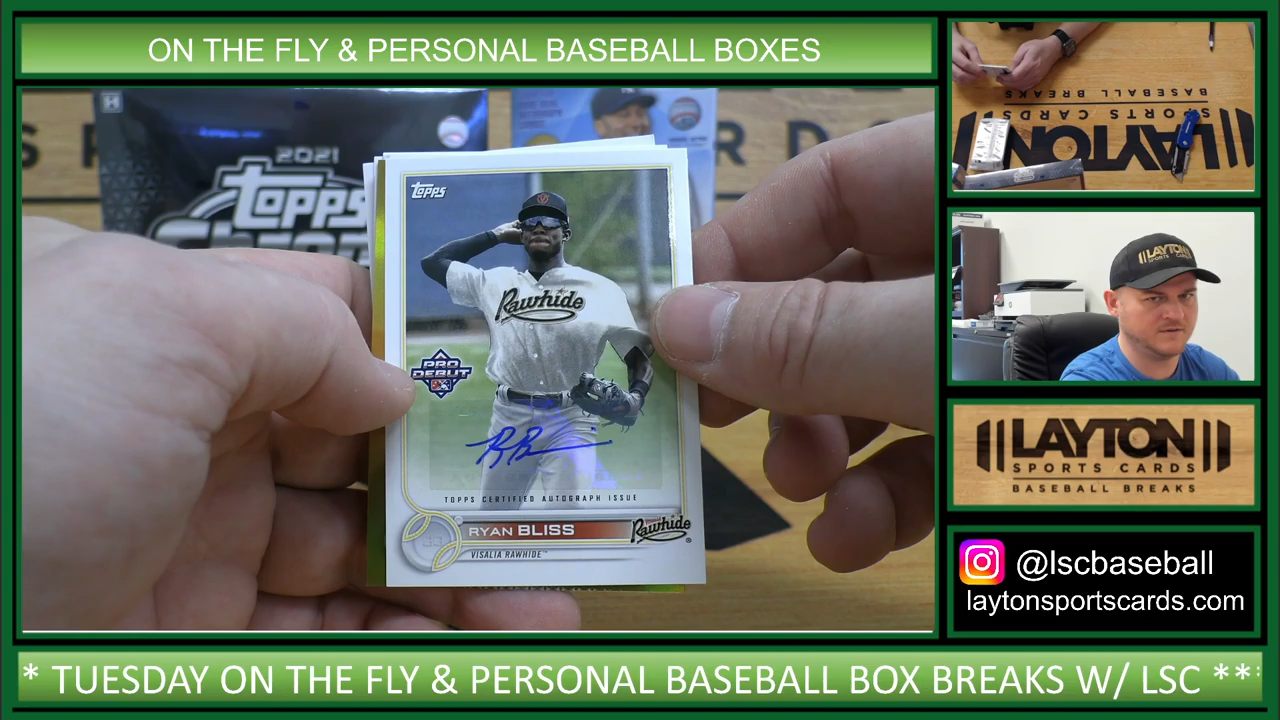 ON THE FLY & PERSONAL BASEBALL BOXES
2021
TOPPS
TOPPS
Rawhide
PRO
DEBUT
TOPPS CERTIFIED AUTOGRAPH ISSUE
RYAN BLISS
Rawhide
VISALIA RAWHIDE™
BASEBALL BREAKS
SPORTS CARDS
LAYTON
LAYTON
SPORTS CARDS
LAYTON
SPORTS CARDS
BASEBALL BREAKS
@lscbaseball
laytonsportscards.com
* TUESDAY ON THE FLY & PERSONAL BASEBALL BOX BREAKS W/ LSC **